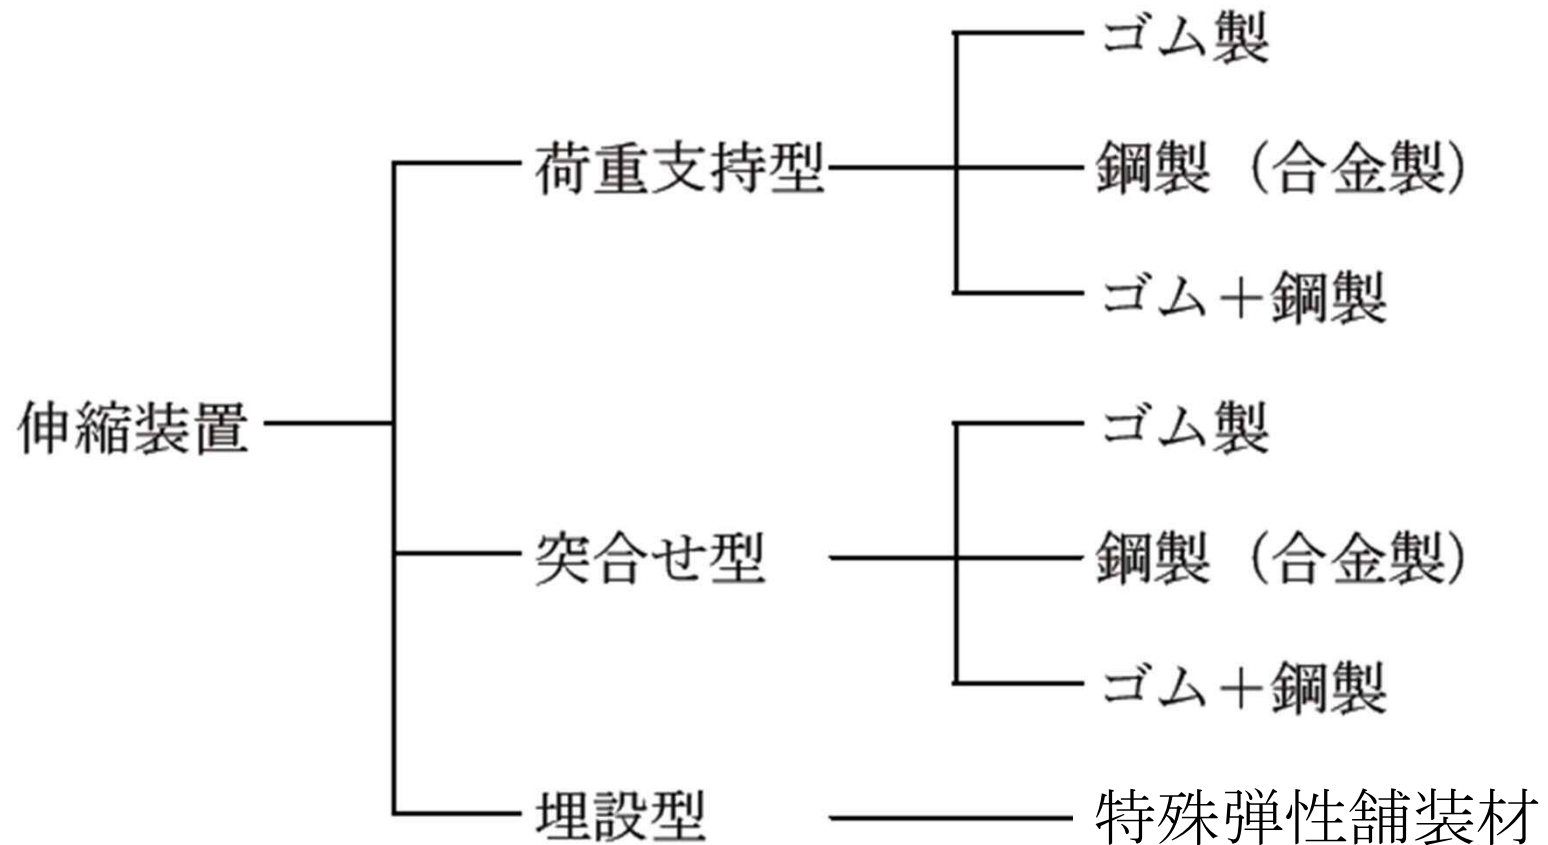 伸縮装置
荷重支持型
ゴム製
鋼製（合金製）
ゴム＋鋼製
突合せ型
ゴム製
鋼製（合金製）
ゴム＋鋼製
埋設型
特殊弾性舗装材